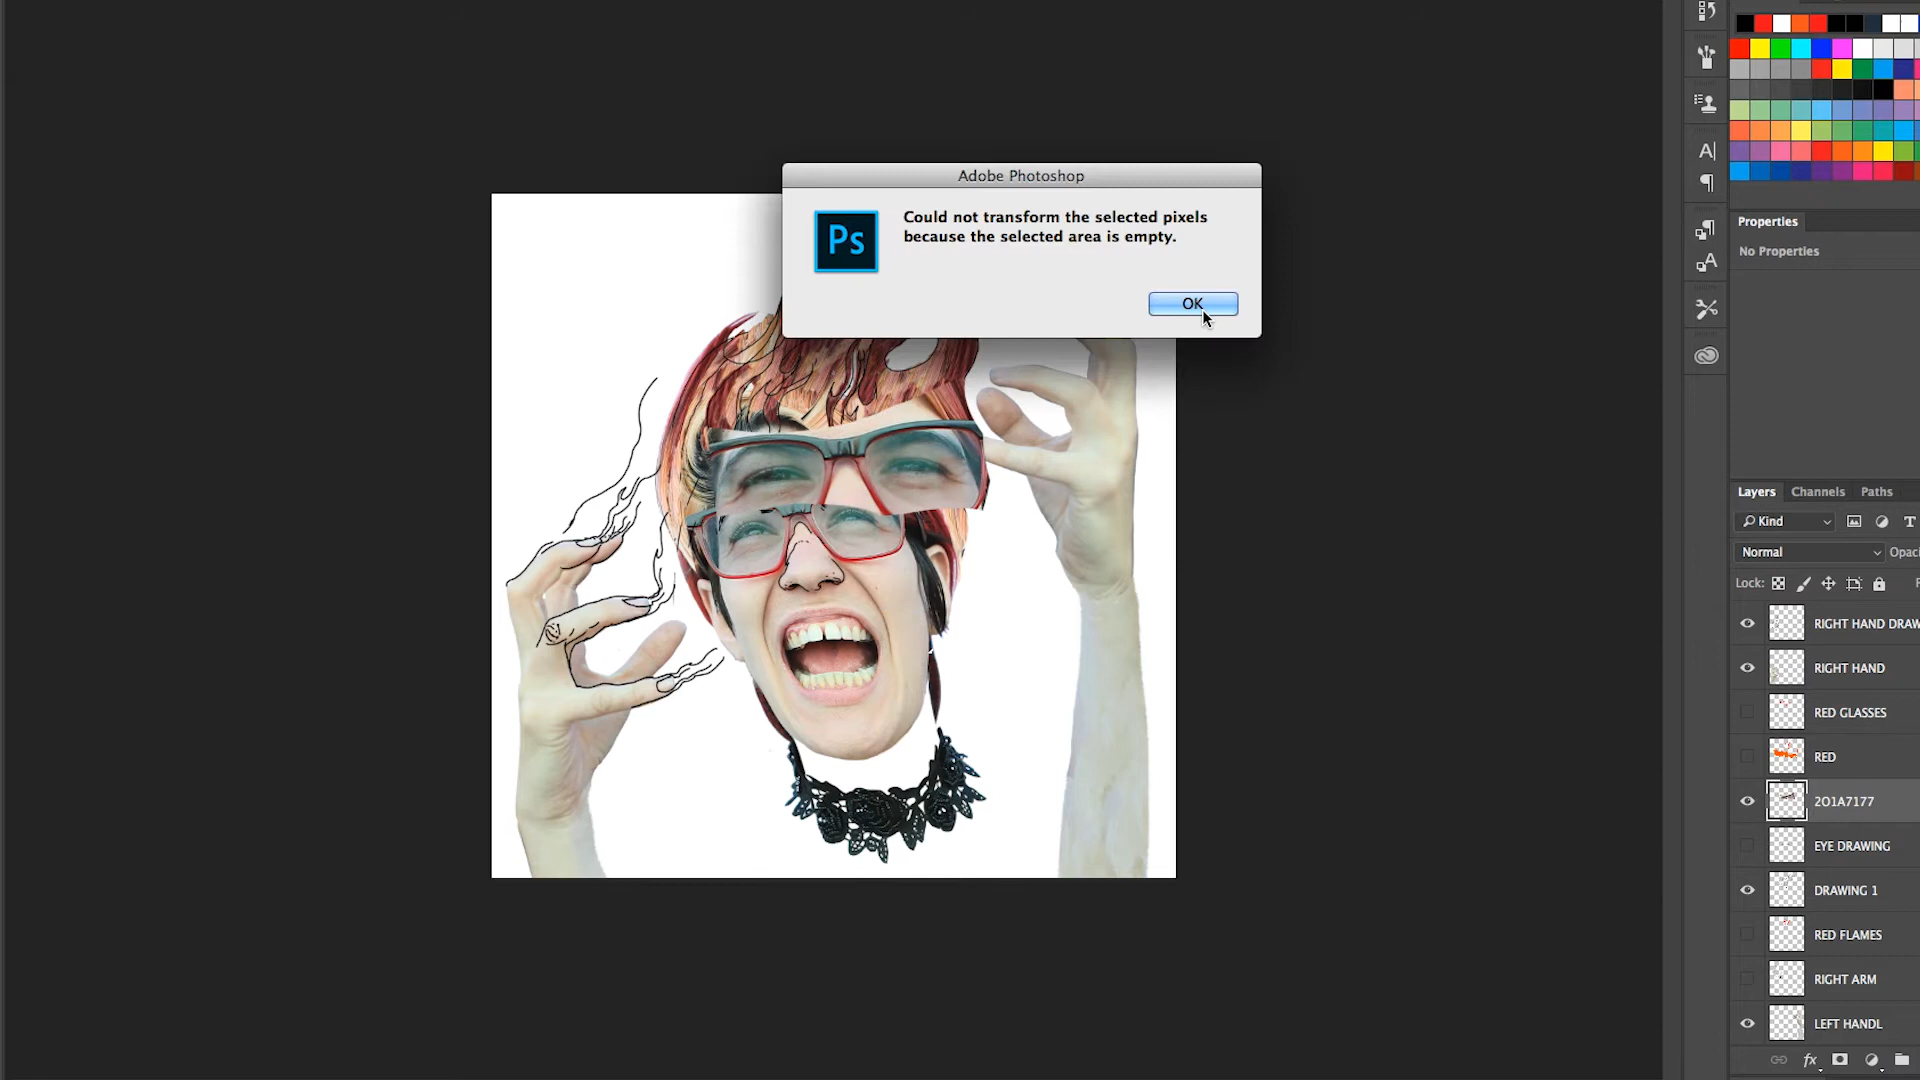 Adobe Photoshop
Ps
Could not transform the selected pixels
because the selected area is empty.
OK
A
A
Properties
No Properties
Layers Channels Paths
Kind
T
Normal
Opaci
Lock:
RIGHT HAND DRAW
RIGHT HAND
RED GLASSES
RED
2O1A7177
EYE DRAWING
DRAWING 1
RED FLAMES
RIGHT ARM
LEFT HANDL
fx